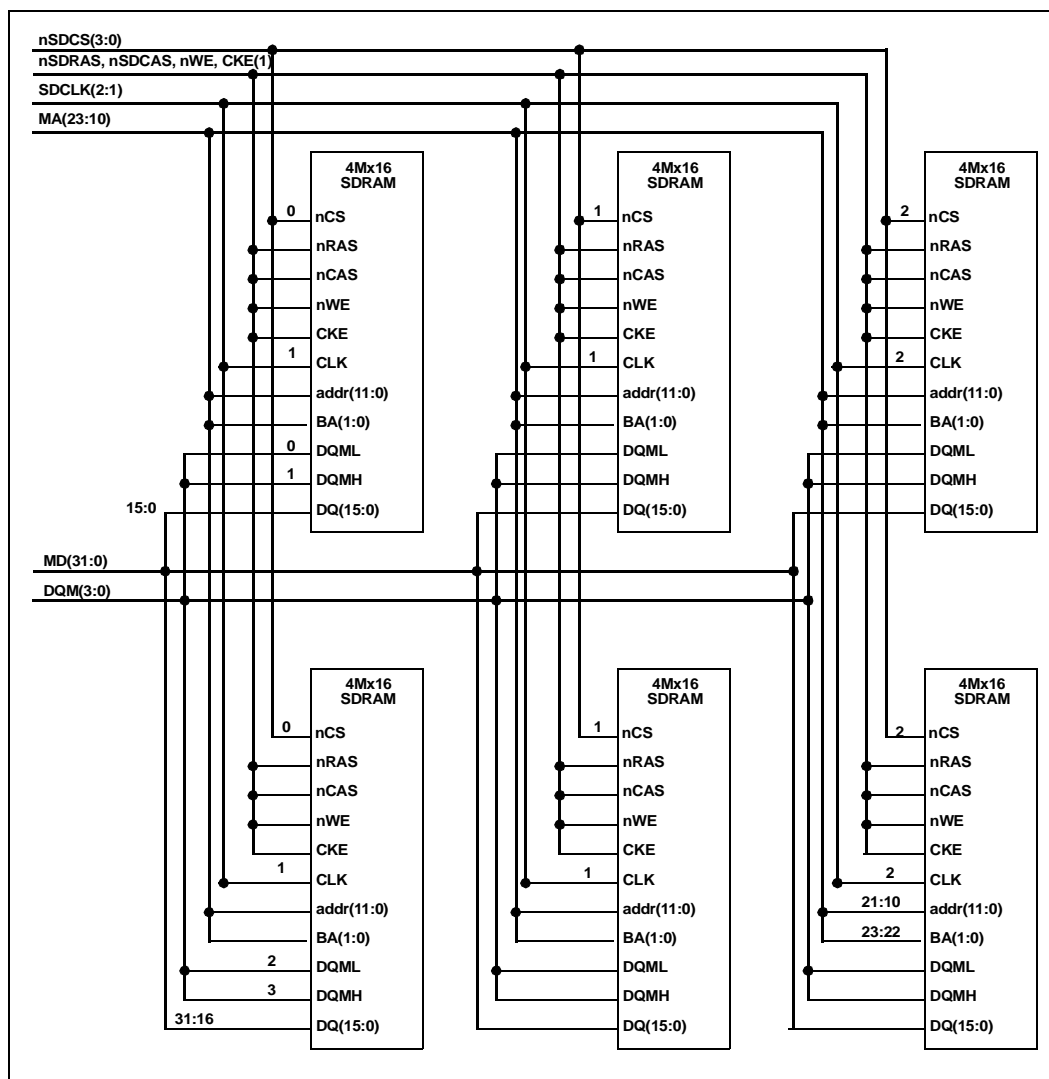 nSDCS(3:0)
nSDRAS, nSDCAS, nWE, CKE(1)
SDCLK(2:1)
MA(23:10)
4Mx16
SDRAM
0
nCS
nRAS
nCAS
nWE
CKE
1
CLK
addr(11:0)
BA(1:0)
0
DQML
1
DQMH
15:0
DQ(15:0)
4Mx16
SDRAM
1
nCS
nRAS
nCAS
nWE
CKE
1
CLK
addr(11:0)
BA(1:0)
DQML
DQMH
DQ(15:0)
4Mx16
SDRAM
2
nCS
nRAS
nCAS
nWE
CKE
2
CLK
addr(11:0)
BA(1:0)
DQML
DQMH
DQ(15:0)
MD(31:0)
DQM(3:0)
4Mx16
SDRAM
0
nCS
nRAS
nCAS
nWE
CKE
1
CLK
addr(11:0)
BA(1:0)
2
DQML
3
DQMH
31:16
DQ(15:0)
4Mx16
SDRAM
1
nCS
nRAS
nCAS
nWE
CKE
1
CLK
addr(11:0)
BA(1:0)
DQML
DQMH
DQ(15:0)
4Mx16
SDRAM
2
nCS
nRAS
nCAS
nWE
CKE
2
CLK
21:10
addr(11:0)
23:22
BA(1:0)
DQML
DQMH
DQ(15:0)